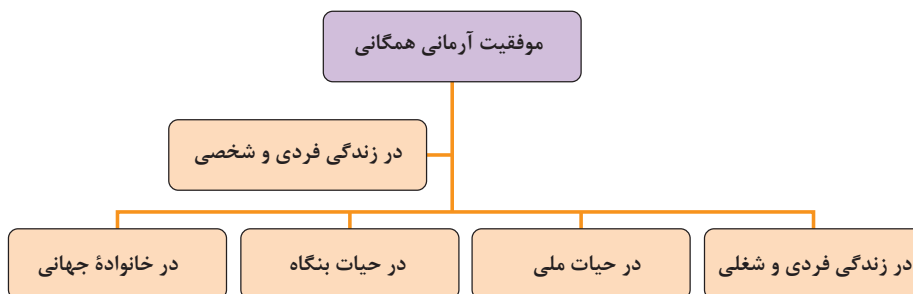 موفقیت آرمانی همگانی
در زندگی فردی و شخصی
در زندگی فردی و شغلی
در حیات ملی
در حیات بنگاه
در خانوادهٔ جهانی